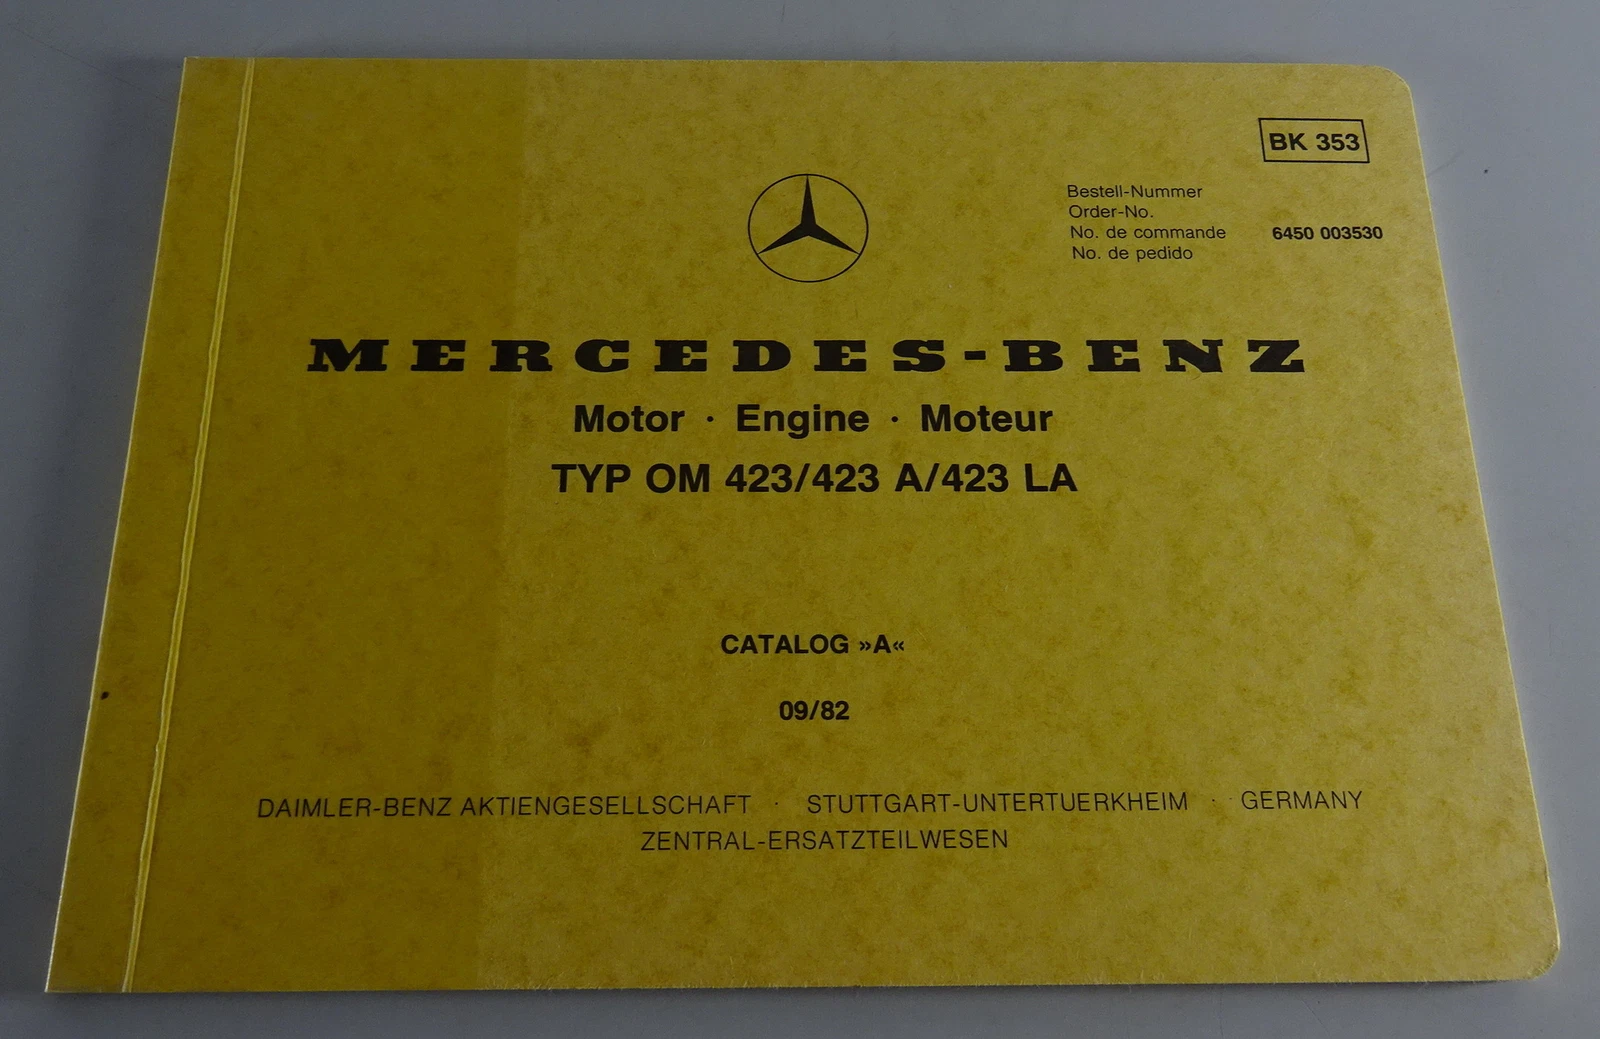 BK 353
Bestell-Nummer
Order-No.
No. de commande 6450 003530
No. de pedido
MERCEDES-BENZ
Motor · Engine · Moteur
TYP OM 423/423 A/423 LA
CATALOG »A«
09/82
DAIMLER-BENZ AKTIENGESELLSCHAFT · STUTTGART-UNTERTUERKHEIM · GERMANY
ZENTRAL-ERSATZTEILWESEN